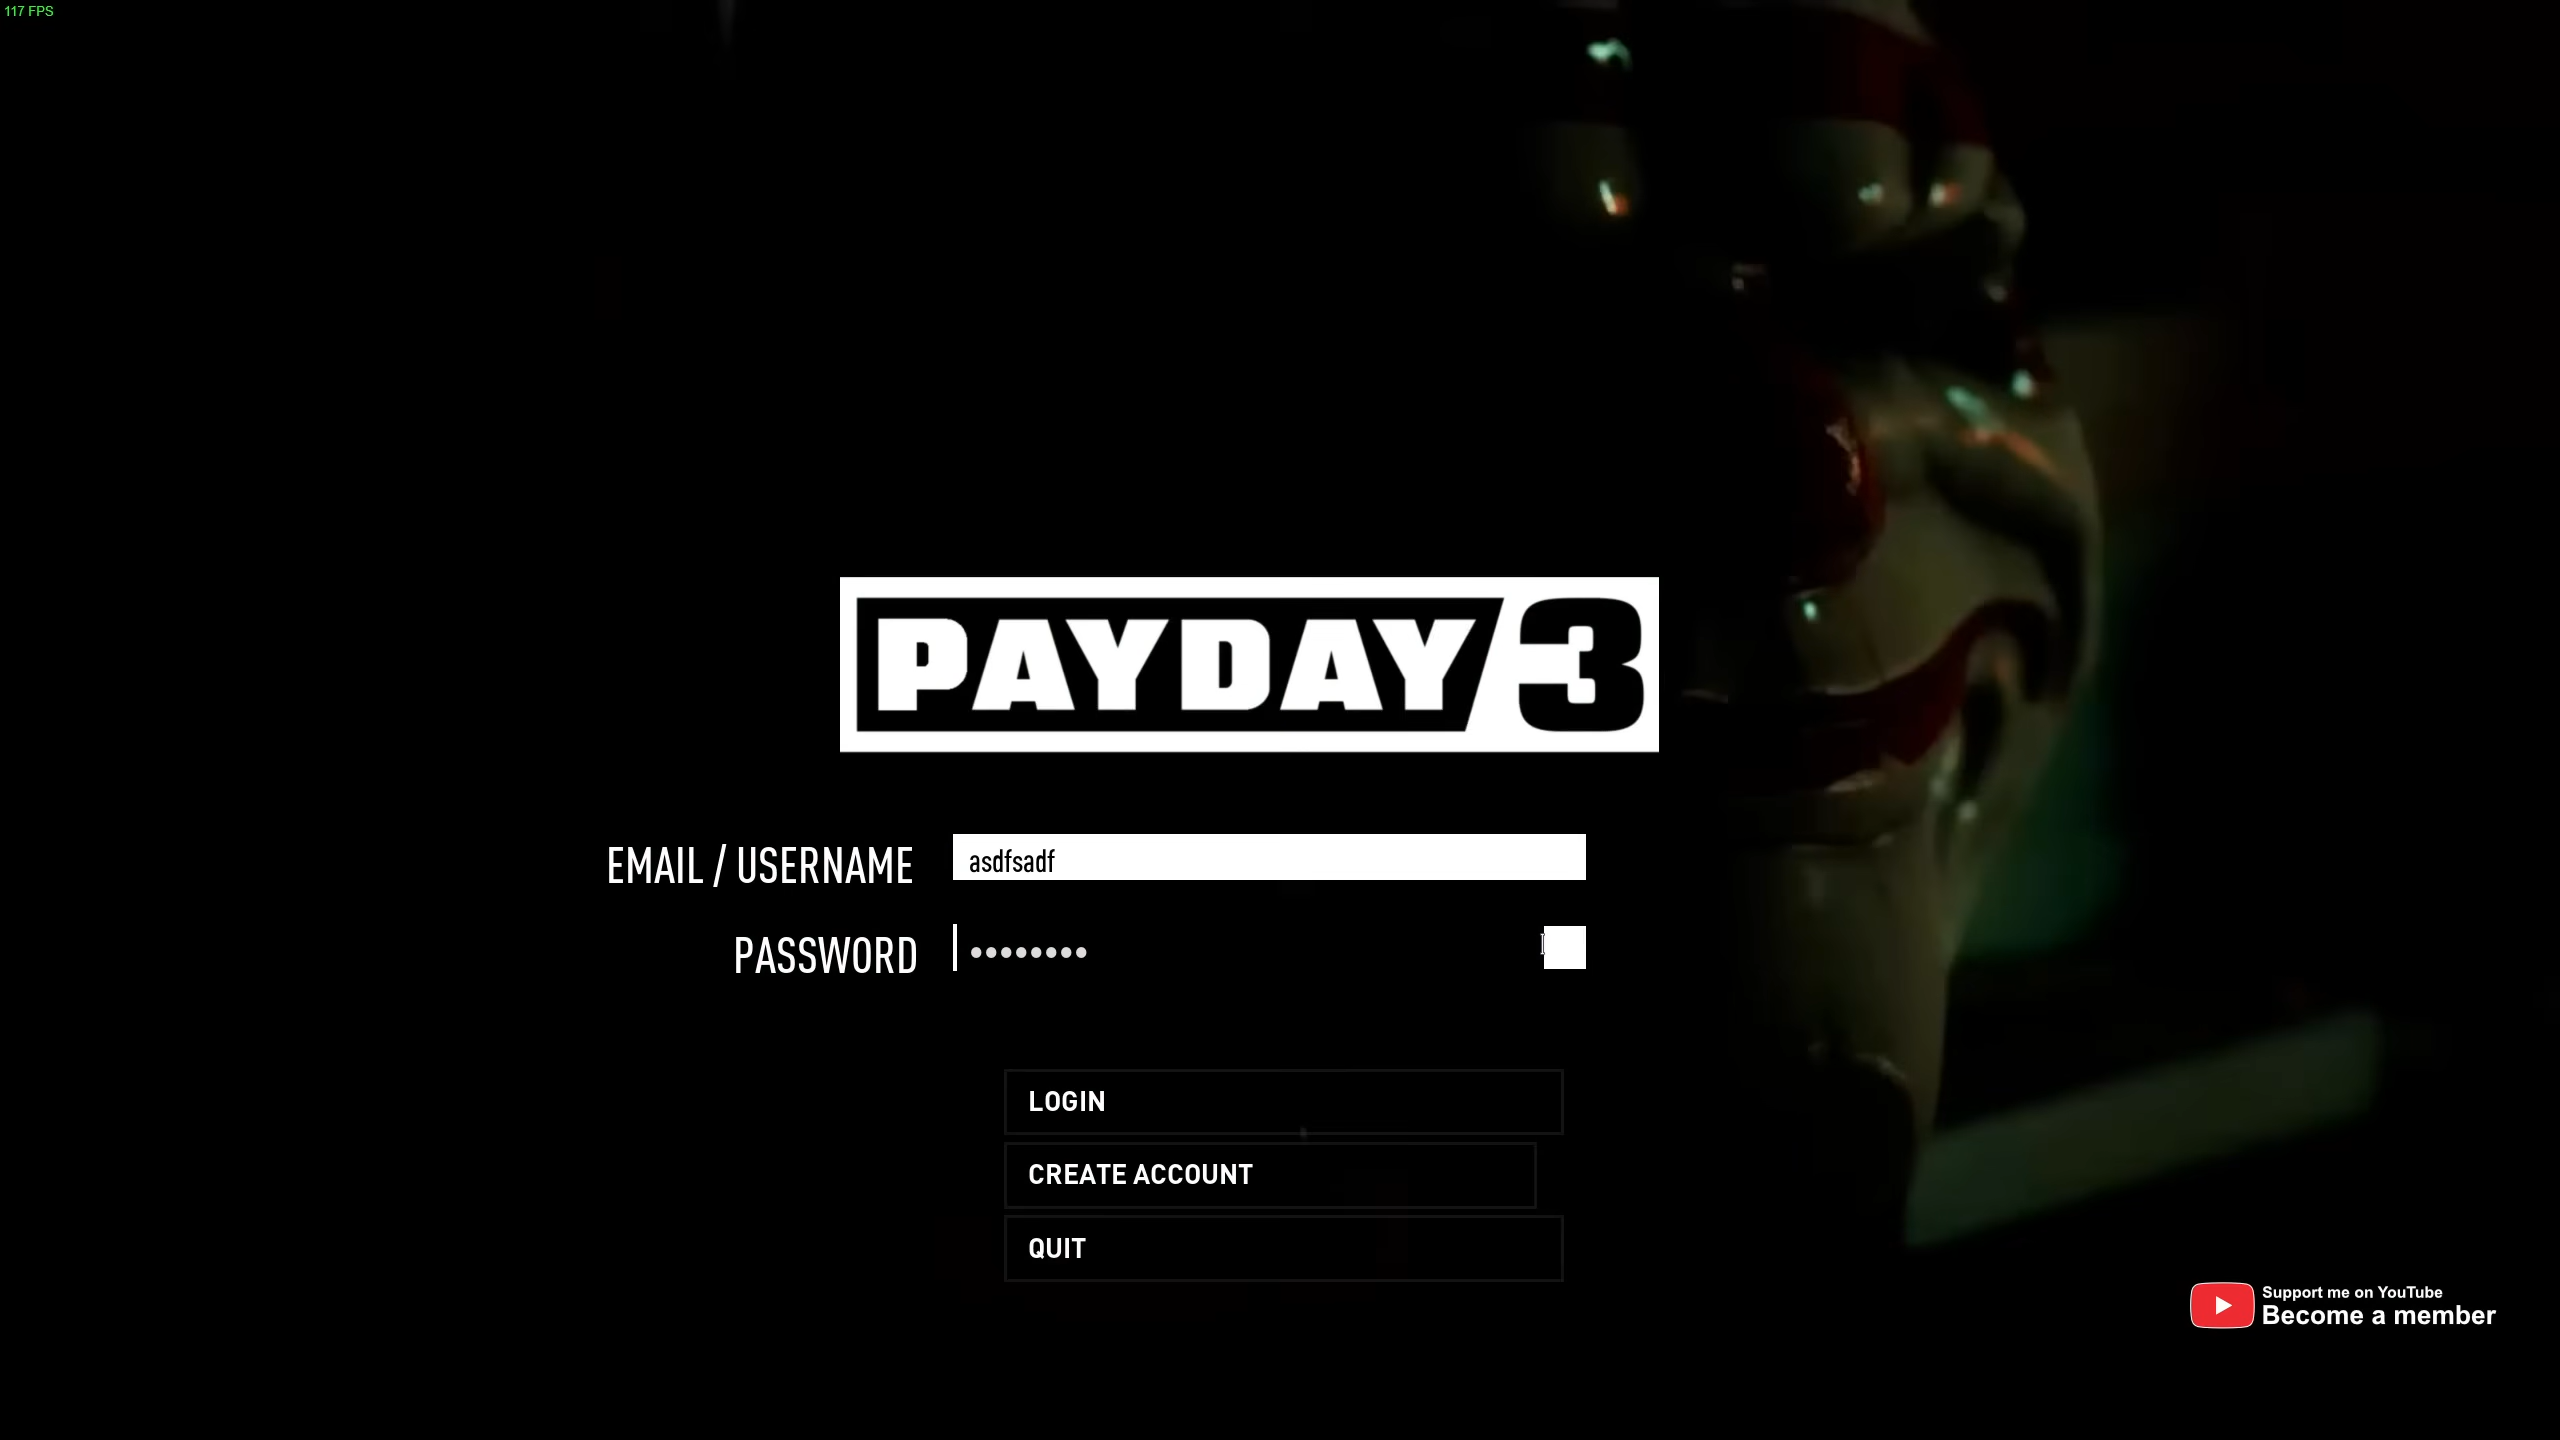 117 FPS
PAYDAY 3
EMAIL / USERNAME
asdfsadf
PASSWORD
••••••••
LOGIN
CREATE ACCOUNT
QUIT
Support me on YouTube
Become a member